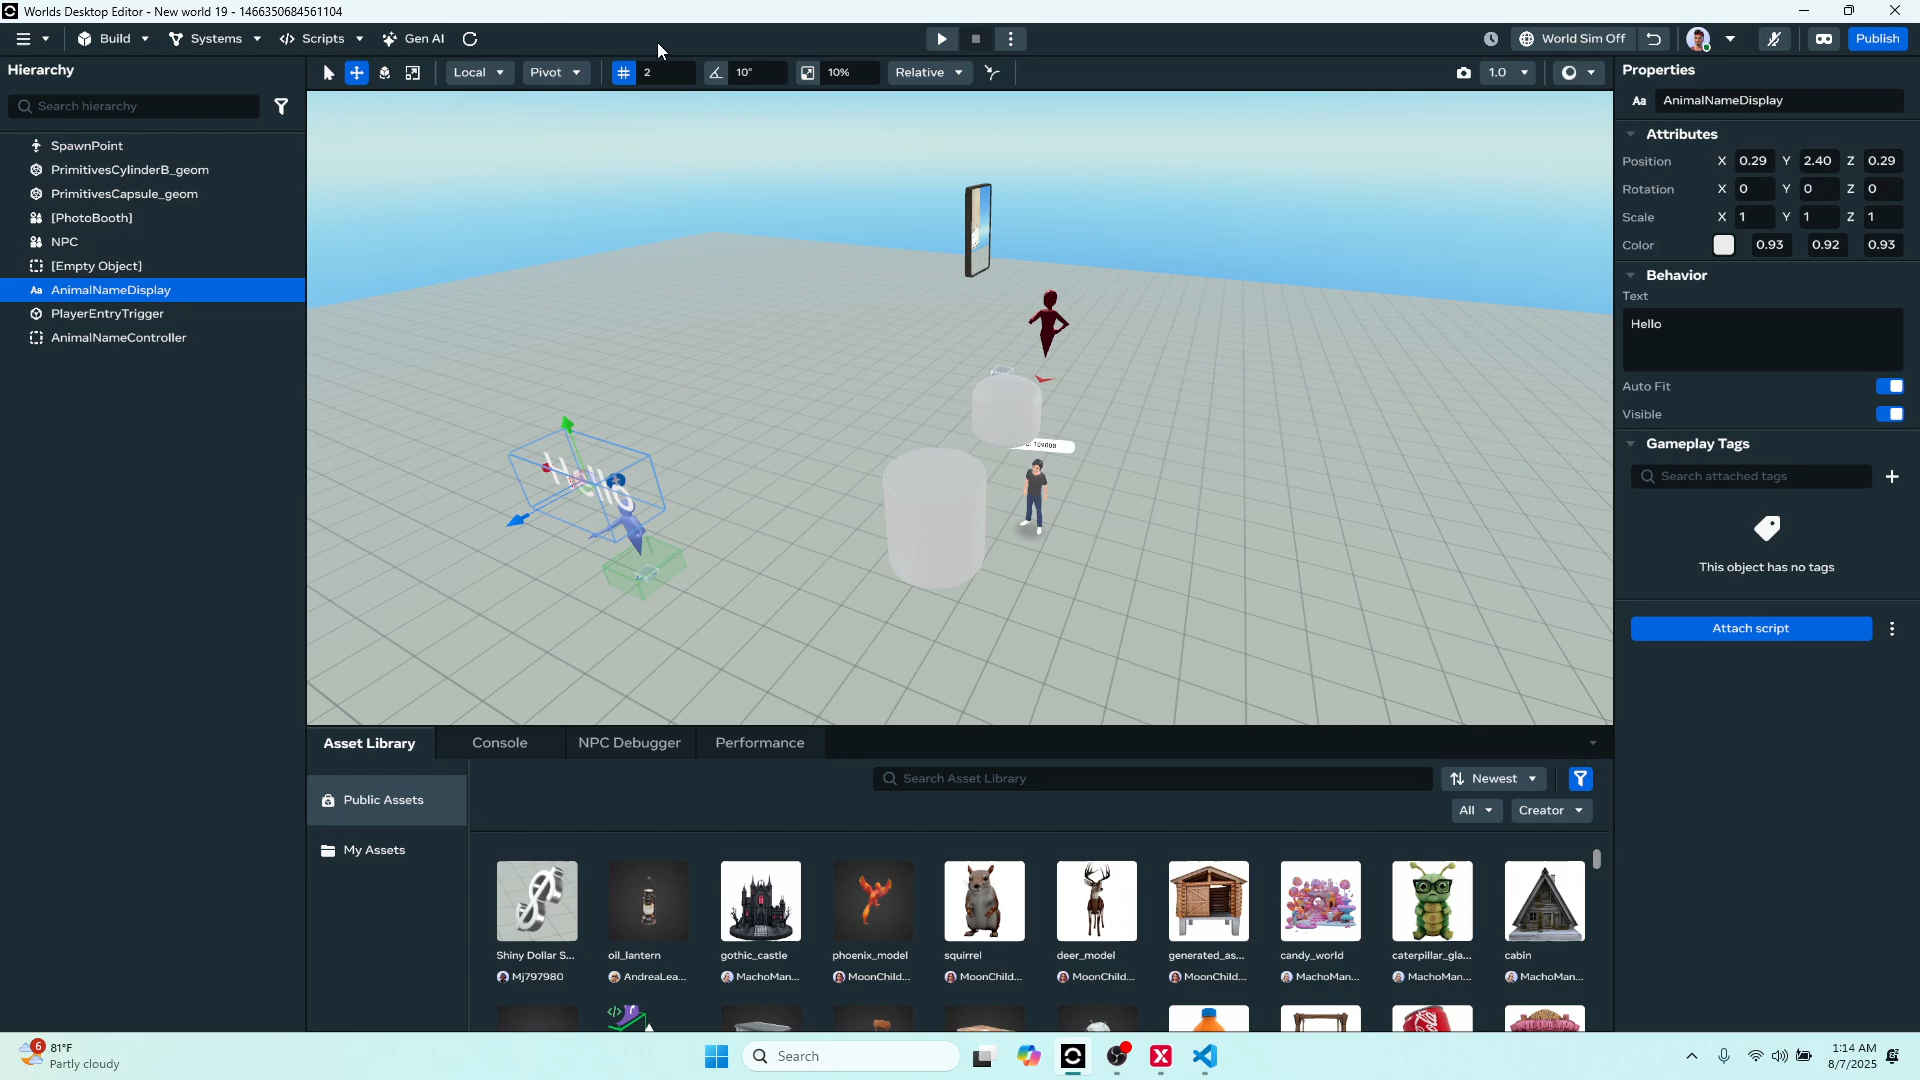 Worlds Desktop Editor - New world 19 - 1466350684561104
Build
Systems
Scripts
Gen AI
World Sim Off
Publish
Hierarchy
Local
Pivot
2
10°
10%
Relative
1.0
Properties
Search hierarchy
AnimalNameDisplay
SpawnPoint
PrimitivesCylinderB_geom
PrimitivesCapsule_geom
[PhotoBooth]
NPC
[Empty Object]
AnimalNameDisplay
PlayerEntryTrigger
AnimalNameController
Hello
109008
Attributes
Position X 0.29 Y 2.40 Z 0.29
Rotation X 0 Y 0 Z 0
Scale X 1 Y 1 Z 1
Color 0.93 0.92 0.93
Behavior
Text
Hello
Auto Fit
Visible
Gameplay Tags
Search attached tags
This object has no tags
Attach script
Asset Library
Console
NPC Debugger
Performance
Public Assets
My Assets
Search Asset Library
Newest
All
Creator
Shiny Dollar S...
oil_lantern
gothic_castle
phoenix_model
squirrel
deer_model
generated_as...
candy_world
caterpillar_gla...
cabin
Mj797980
AndreaLea...
MachoMan...
MoonChild...
MoonChild...
MoonChild...
MoonChild...
MachoMan...
MachoMan...
MachoMan...
6
81°F
Partly cloudy
Search
1:14 AM
8/7/2025